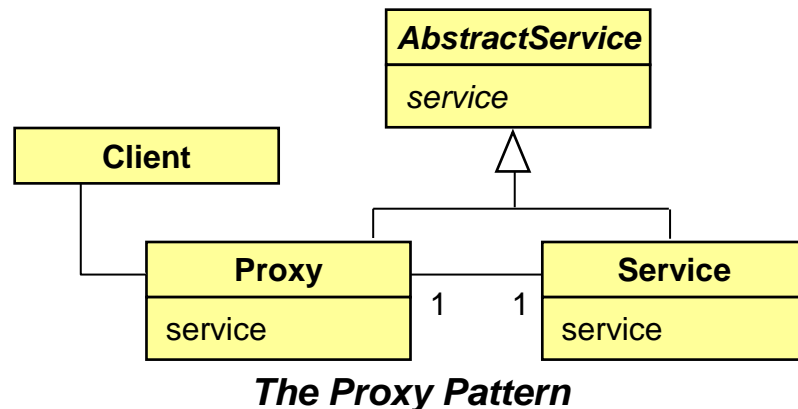 AbstractService
service
Client
Proxy
Service
1
1
service
service
The Proxy Pattern